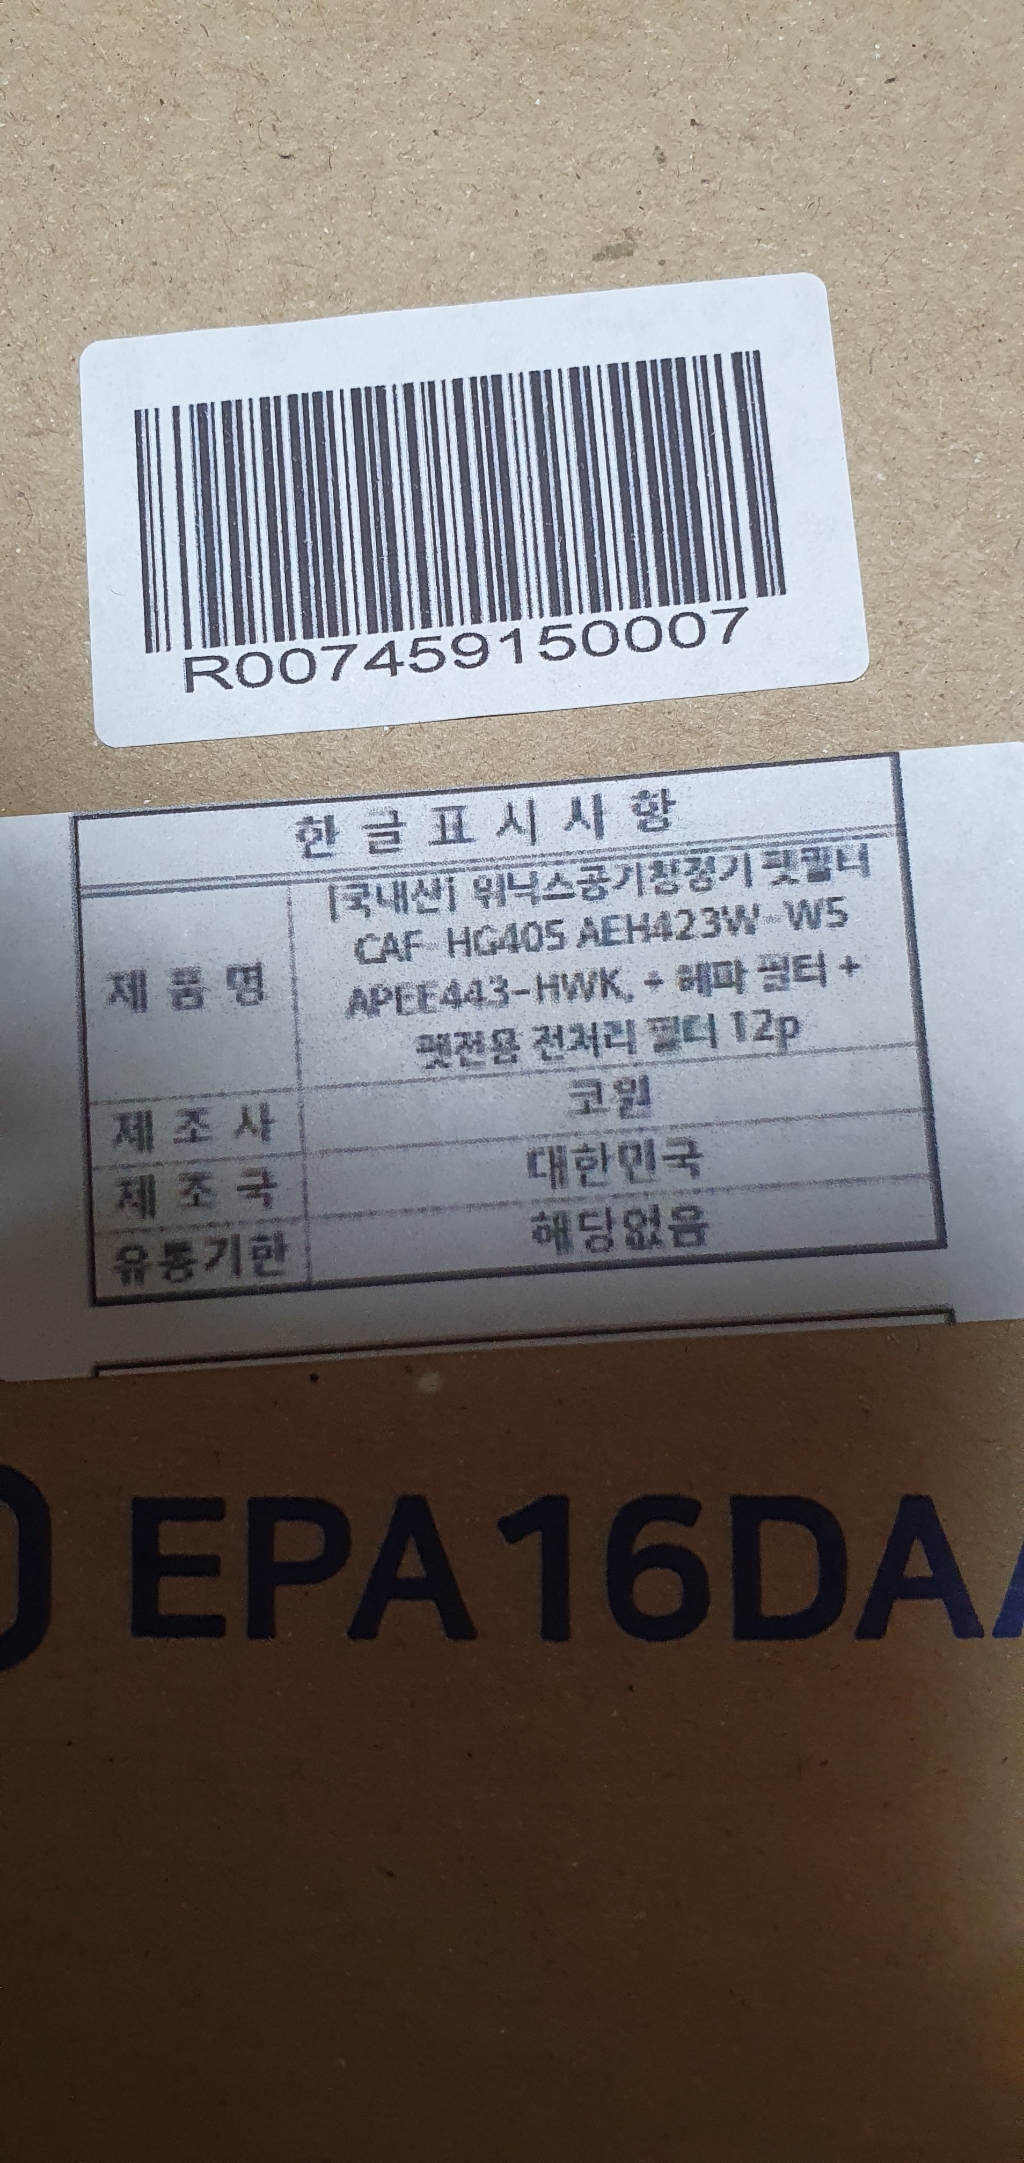 R007459150007
한글표시사항
제품명
[국내산] 위닉스공기청정기 펫필터
CAF-HG405 AEH423W-W5
APEE443-HWK, + 헤파 필터 +
펫전용 전처리 필터 12p
제조사 코원
제조국 대한민국
유통기한 해당없음
EPA16DA